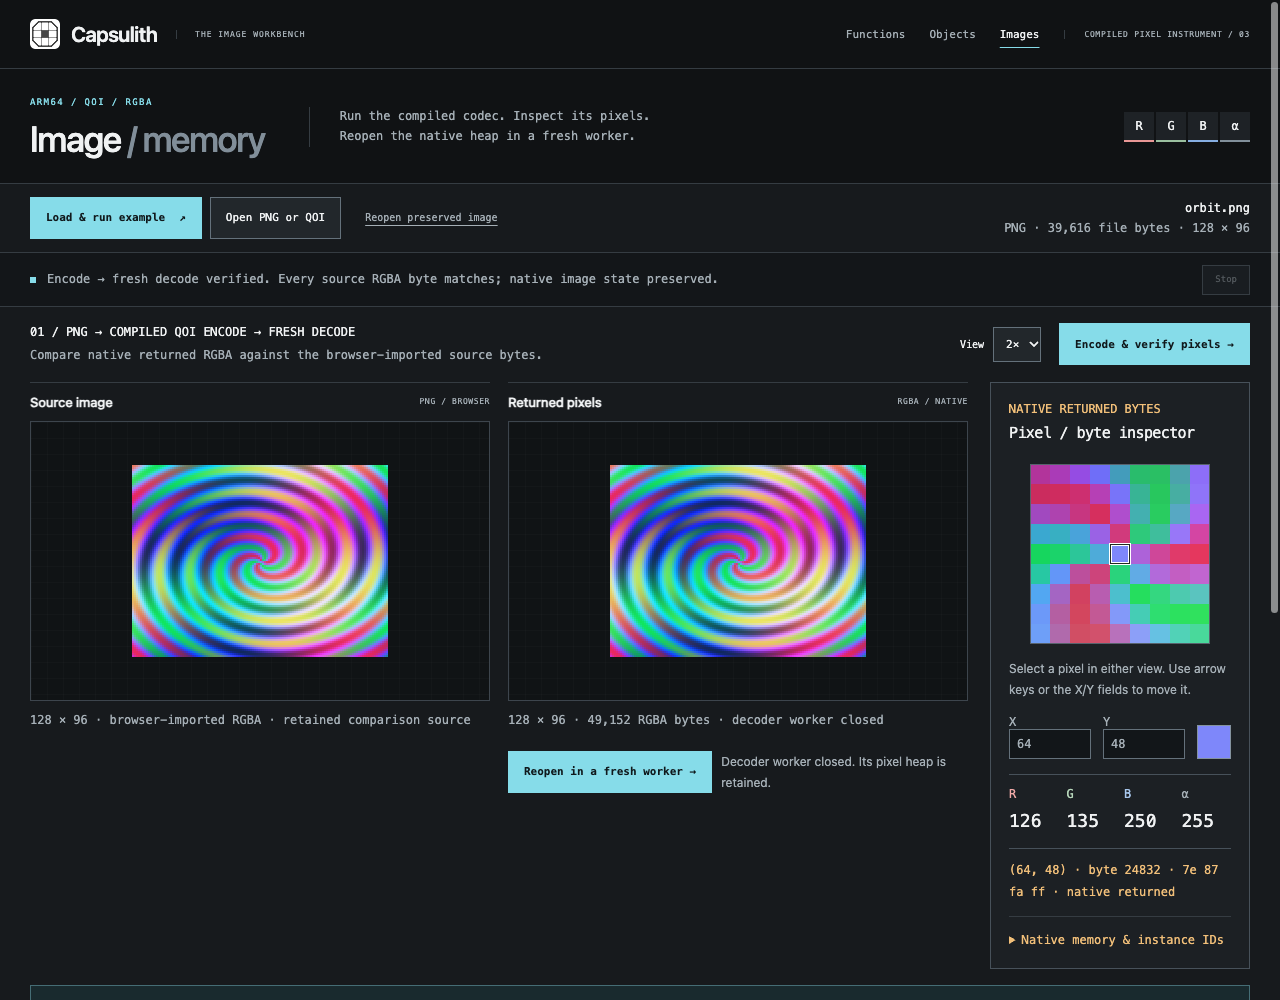 Capsulith
THE IMAGE WORKBENCH
Functions
Objects
Images
COMPILED PIXEL INSTRUMENT / 03
ARM64 / QOI / RGBA
Image / memory
Run the compiled codec. Inspect its pixels.
Reopen the native heap in a fresh worker.
R
G
B
α
Load & run example ↗
Open PNG or QOI
Reopen preserved image
orbit.png
PNG · 39,616 file bytes · 128 × 96
Encode → fresh decode verified. Every source RGBA byte matches; native image state preserved.
Stop
01 / PNG → COMPILED QOI ENCODE → FRESH DECODE
Compare native returned RGBA against the browser-imported source bytes.
View
2×
Encode & verify pixels →
Source image
PNG / BROWSER
128 × 96 · browser-imported RGBA · retained comparison source
Returned pixels
RGBA / NATIVE
128 × 96 · 49,152 RGBA bytes · decoder worker closed
Reopen in a fresh worker →
Decoder worker closed. Its pixel heap is
retained.
NATIVE RETURNED BYTES
Pixel / byte inspector
Select a pixel in either view. Use arrow
keys or the X/Y fields to move it.
X
Y
64
48
R
G
B
α
126
135
250
255
(64, 48) · byte 24832 · 7e 87
fa ff · native returned
Native memory & instance IDs